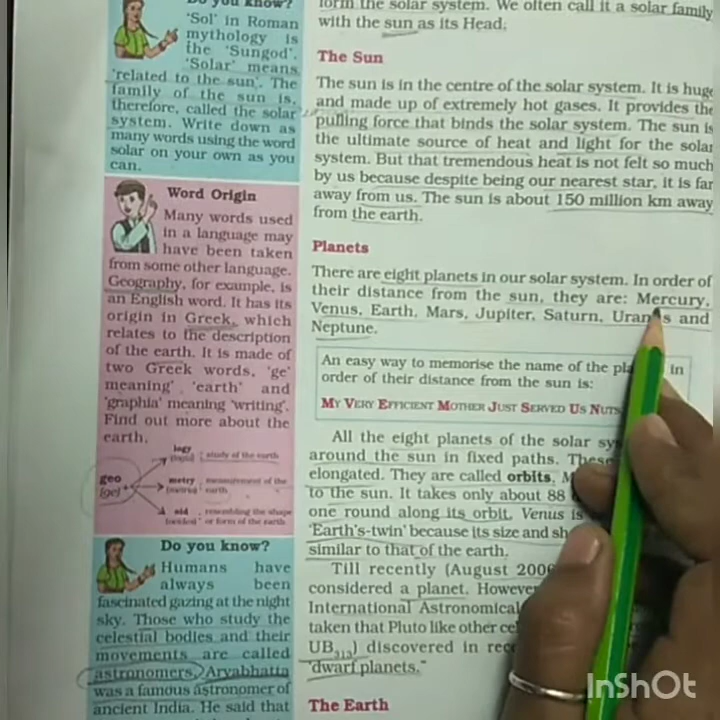 Do you know?
'Sol' in Roman
mythology is
the 'Sungod'.
'Solar' means
'related to the sun'. The
family of the sun is,
therefore, called the solar
system. Write down as
many words using the word
solar on your own as you
can.
Word Origin
Many words used
in a language may
have been taken
from some other language.
Geography, for example, is
an English word. It has its
origin in Greek, which
relates to the description
of the earth. It is made of
two Greek words, 'ge'
meaning 'earth' and
'graphia' meaning 'writing'.
Find out more about the
earth.
geo
logy
study of the earth
metry
measurement of the
earth
oid
resembling the shape
or form of the earth
Do you know?
Humans have
always been
fascinated gazing at the night
sky. Those who study the
celestial bodies and their
movements are called
astronomers. Aryabhatta
was a famous astronomer of
ancient India. He said that
form the solar system. We often call it a solar family
with the sun as its Head.
The Sun
The sun is in the centre of the solar system. It is huge
and made up of extremely hot gases. It provides the
pulling force that binds the solar system. The sun is
the ultimate source of heat and light for the solar
system. But that tremendous heat is not felt so much
by us because despite being our nearest star, it is far
away from us. The sun is about 150 million km away
from the earth.
Planets
There are eight planets in our solar system. In order of
their distance from the sun, they are: Mercury,
Venus, Earth, Mars, Jupiter, Saturn, Uranus and
Neptune.
An easy way to memorise the name of the in
order of their distance from the sun is:
MY VERY EFFICIENT MOTHER JUST SERVED US NUTS.
All the eight planets of the solar
around the sun in fixed paths. These
elongated. They are called orbits.
to the sun. It takes only about 88
one round along its orbit. Venus is
'Earth's-twin' because its size and
similar to that of the earth.
Till recently (August 2006
considered a planet. However
International Astronomical
taken that Pluto like other
UB313) discovered in
"dwarf planets."
The Earth
InShOt